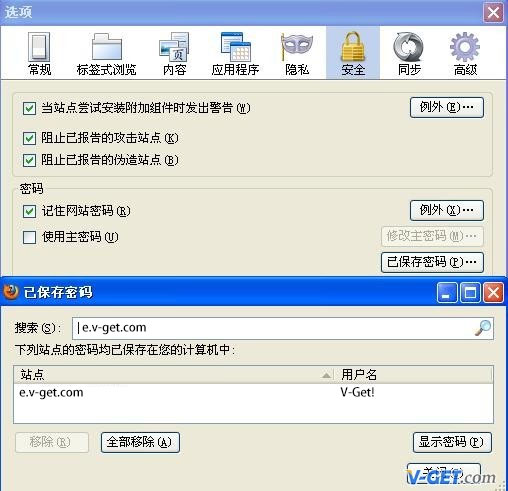 选项
常规 标签式浏览 内容 应用程序 隐私 安全 同步 高级
当站点尝试安装附加组件时发出警告(W) 例外(E)…
阻止已报告的攻击站点(K)
阻止已报告的伪造站点(B)
密码
记住网站密码(R) 例外(X)…
使用主密码(U) 修改主密码(M)…
已保存密码(P)…
已保存密码
搜索(S): e.v-get.com
下列站点的密码均已保存在您的计算机中:
站点 用户名
e.v-get.com V-Get!
移除(R) 全部移除(A) 显示密码(P)
V-GET.com